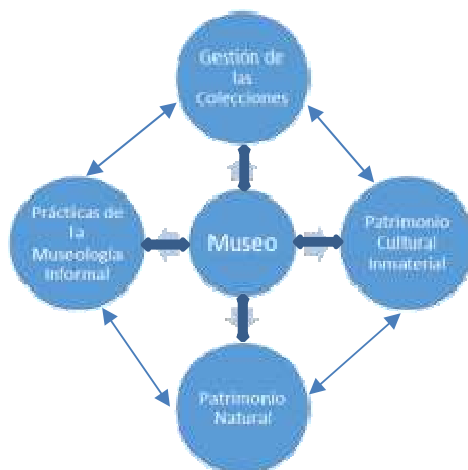 Gestión de
las
Colecciones
Prácticas de
la
Museología
Informal
Museo
Patrimonio
Cultural
Inmaterial
Patrimonio
Natural